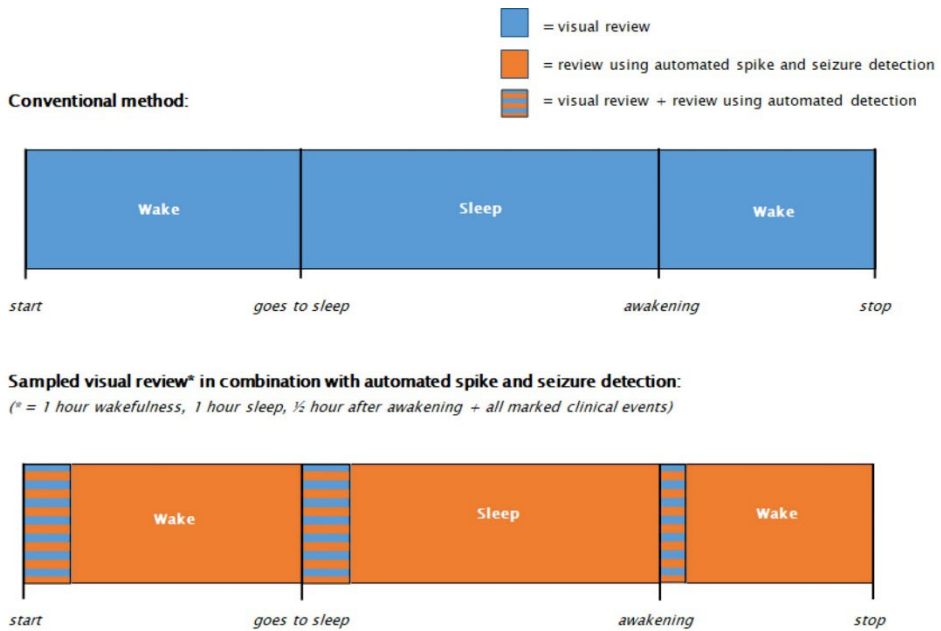 = visual review
= review using automated spike and seizure detection
= visual review + review using automated detection
Conventional method:
Wake
Sleep
Wake
start
goes to sleep
awakening
stop
Sampled visual review* in combination with automated spike and seizure detection:
(* = 1 hour wakefulness, 1 hour sleep, ½ hour after awakening + all marked clinical events)
Wake
Sleep
Wake
start
goes to sleep
awakening
stop